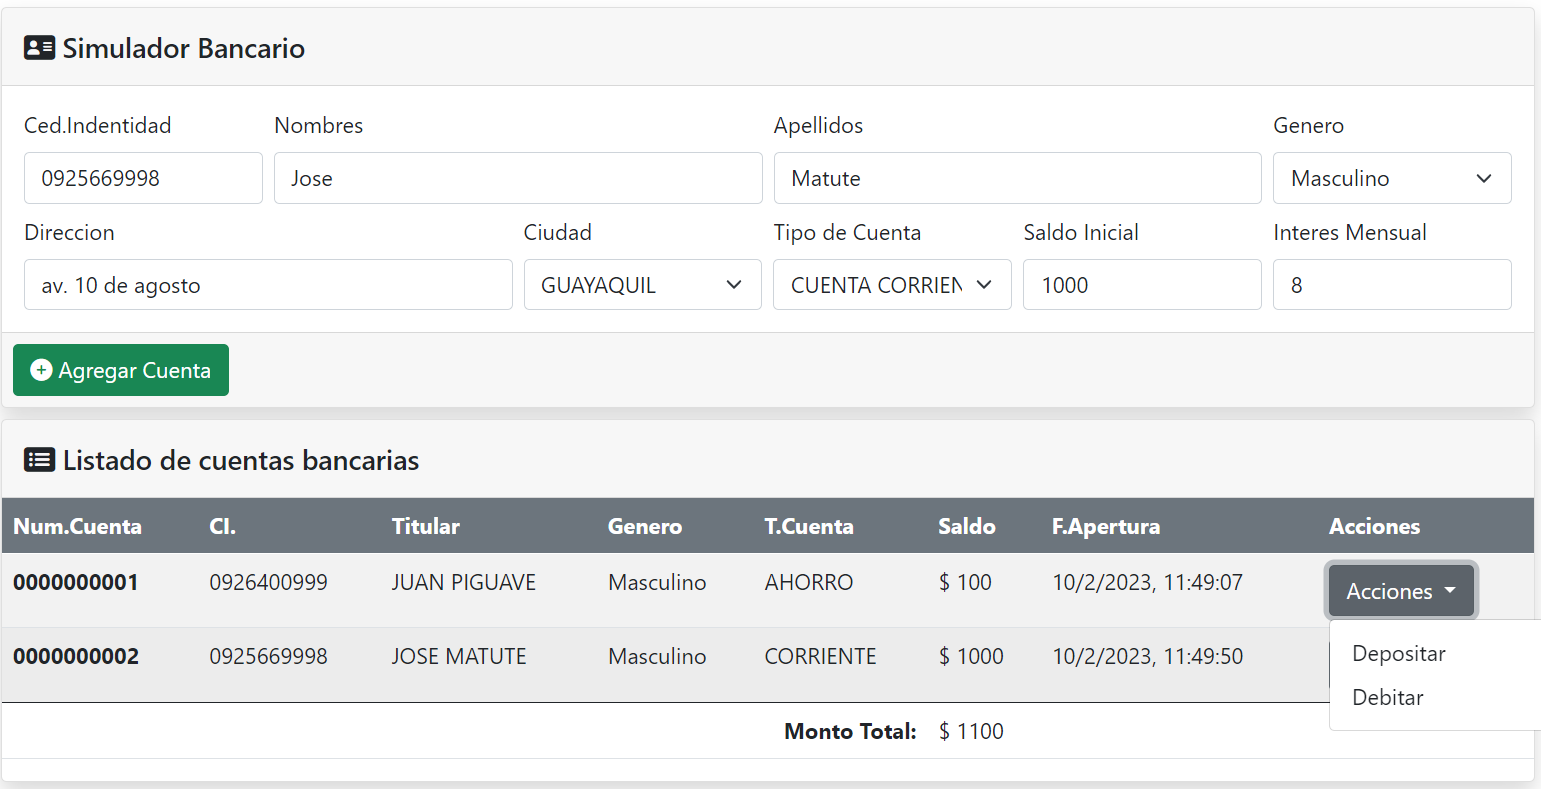 Simulador Bancario
Ced.Indentidad Nombres Apellidos Genero
0925669998 Jose Matute Masculino
Direccion Ciudad Tipo de Cuenta Saldo Inicial Interes Mensual
av. 10 de agosto GUAYAQUIL CUENTA CORRIEN 1000 8
Agregar Cuenta
Listado de cuentas bancarias
Num.Cuenta CI. Titular Genero T.Cuenta Saldo F.Apertura Acciones
0000000001 0926400999 JUAN PIGUAVE Masculino AHORRO $ 100 10/2/2023, 11:49:07 Acciones
0000000002 0925669998 JOSE MATUTE Masculino CORRIENTE $ 1000 10/2/2023, 11:49:50 Depositar
Debitar
Monto Total: $ 1100